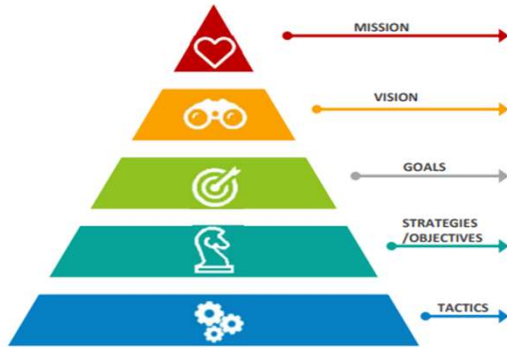 MISSION
VISION
GOALS
STRATEGIES
/OBJECTIVES
TACTICS